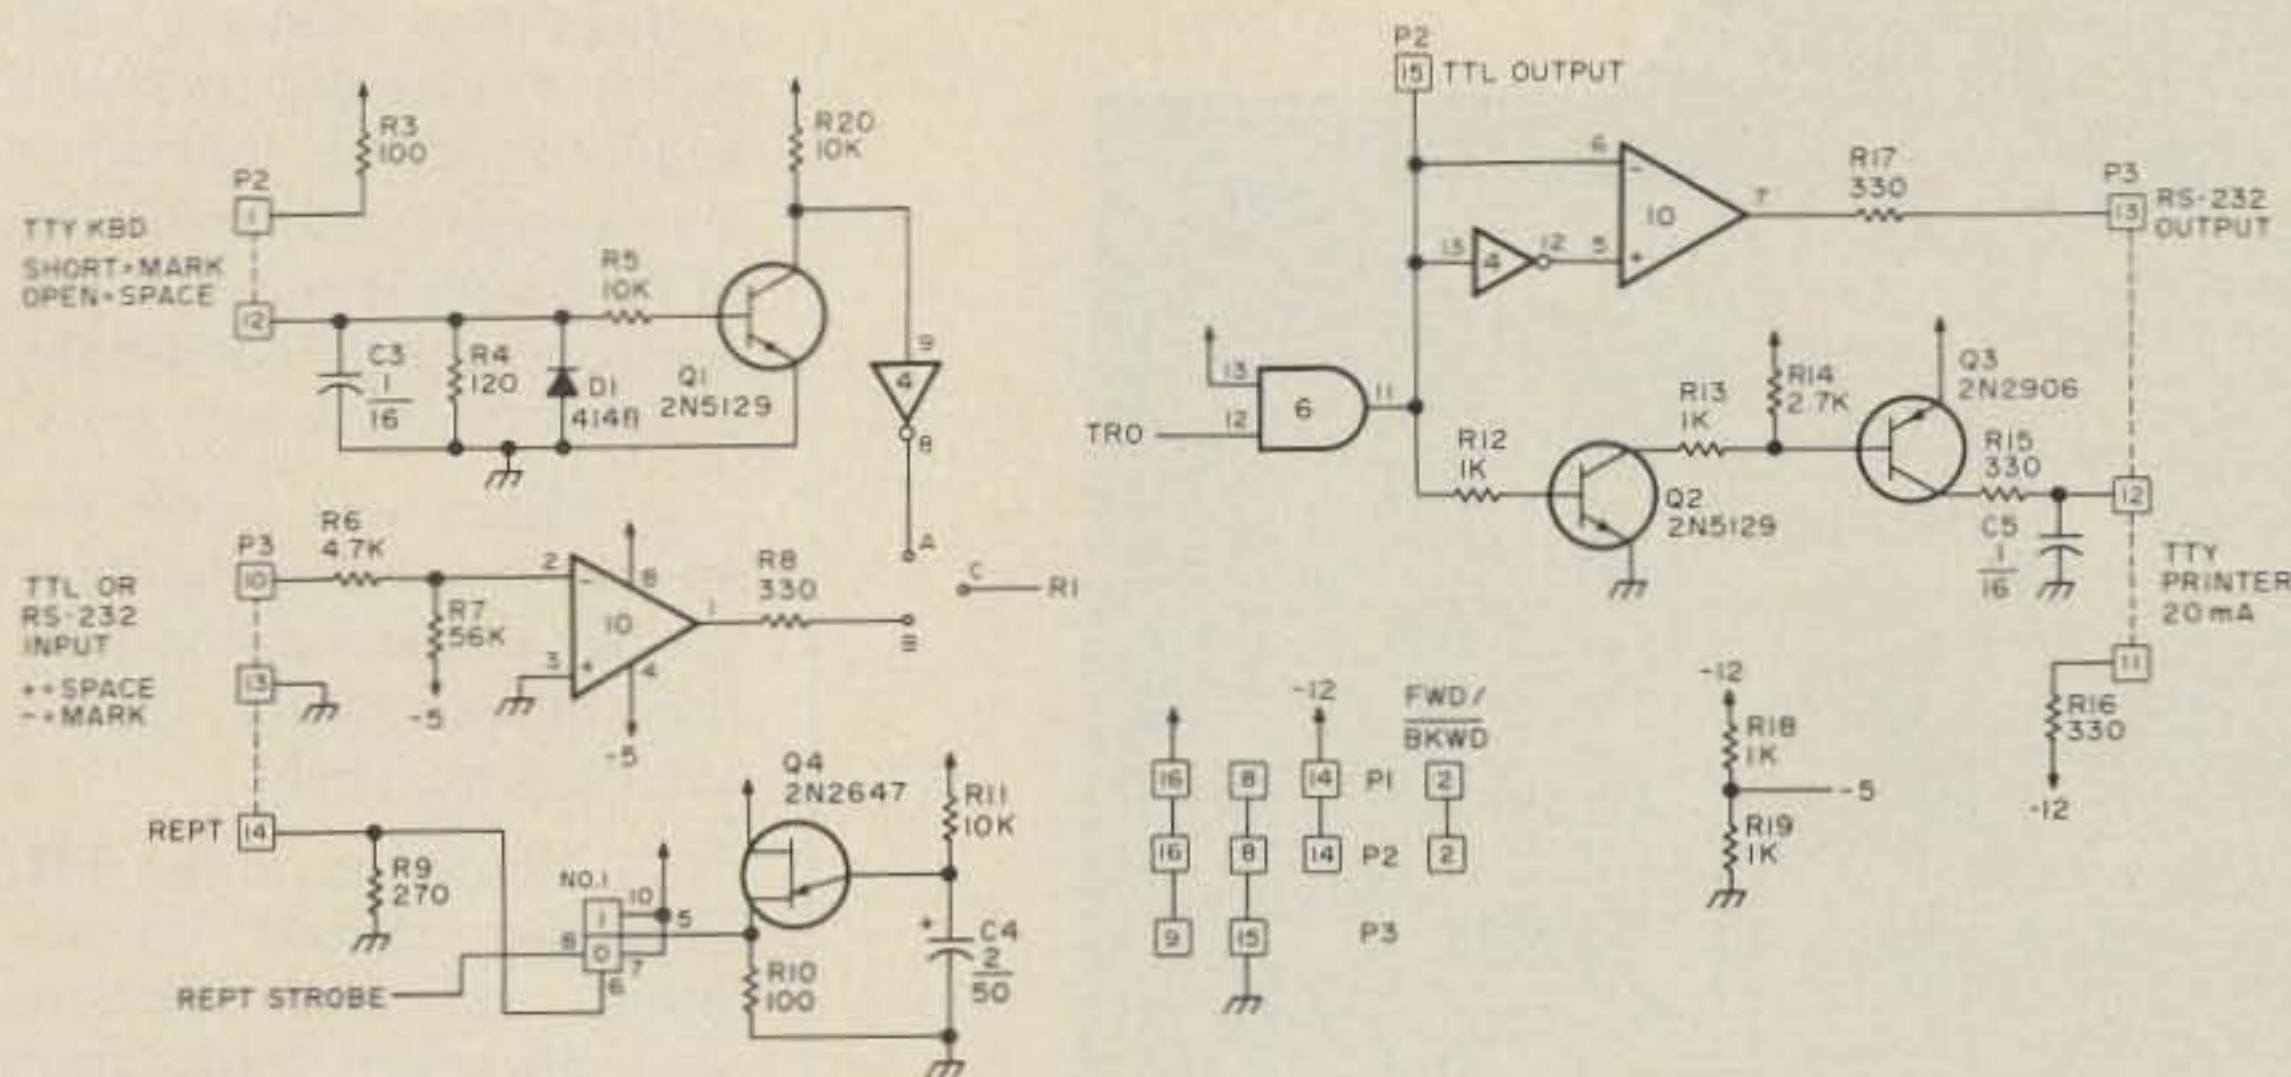 R3
100
P2
1
TTY KBD
SHORT=MARK
OPEN=SPACE
12
C3
1
16
R4
120
D1
4148
R5
10K
Q1
2N5129
R20
10K
9
4
8
A
C
RI
B
P3
10
TTL OR
RS-232
INPUT
+=SPACE
-=MARK
13
R6
4.7K
R7
56K
-5
2
-
8
10
3
+
4
-5
1
R8
330
REPT
14
R9
270
REPT STROBE
NO.1
10
1
5
8
0
7
6
Q4
2N2647
R10
100
R11
10K
+
C4
2
50
P2
15
TTL OUTPUT
6
-
10
7
13
4
12
5
+
R17
330
P3
13
RS-232
OUTPUT
TRO
13
12
6
11
R12
1K
Q2
2N5129
R13
1K
R14
2.7K
Q3
2N2906
R15
330
C5
1
16
12
TTY
PRINTER
20mA
11
R16
330
-12
-12
R18
1K
-5
R19
1K
-12
FWD/
BKWD
16
8
14
P1
2
16
8
14
P2
2
9
15
P3